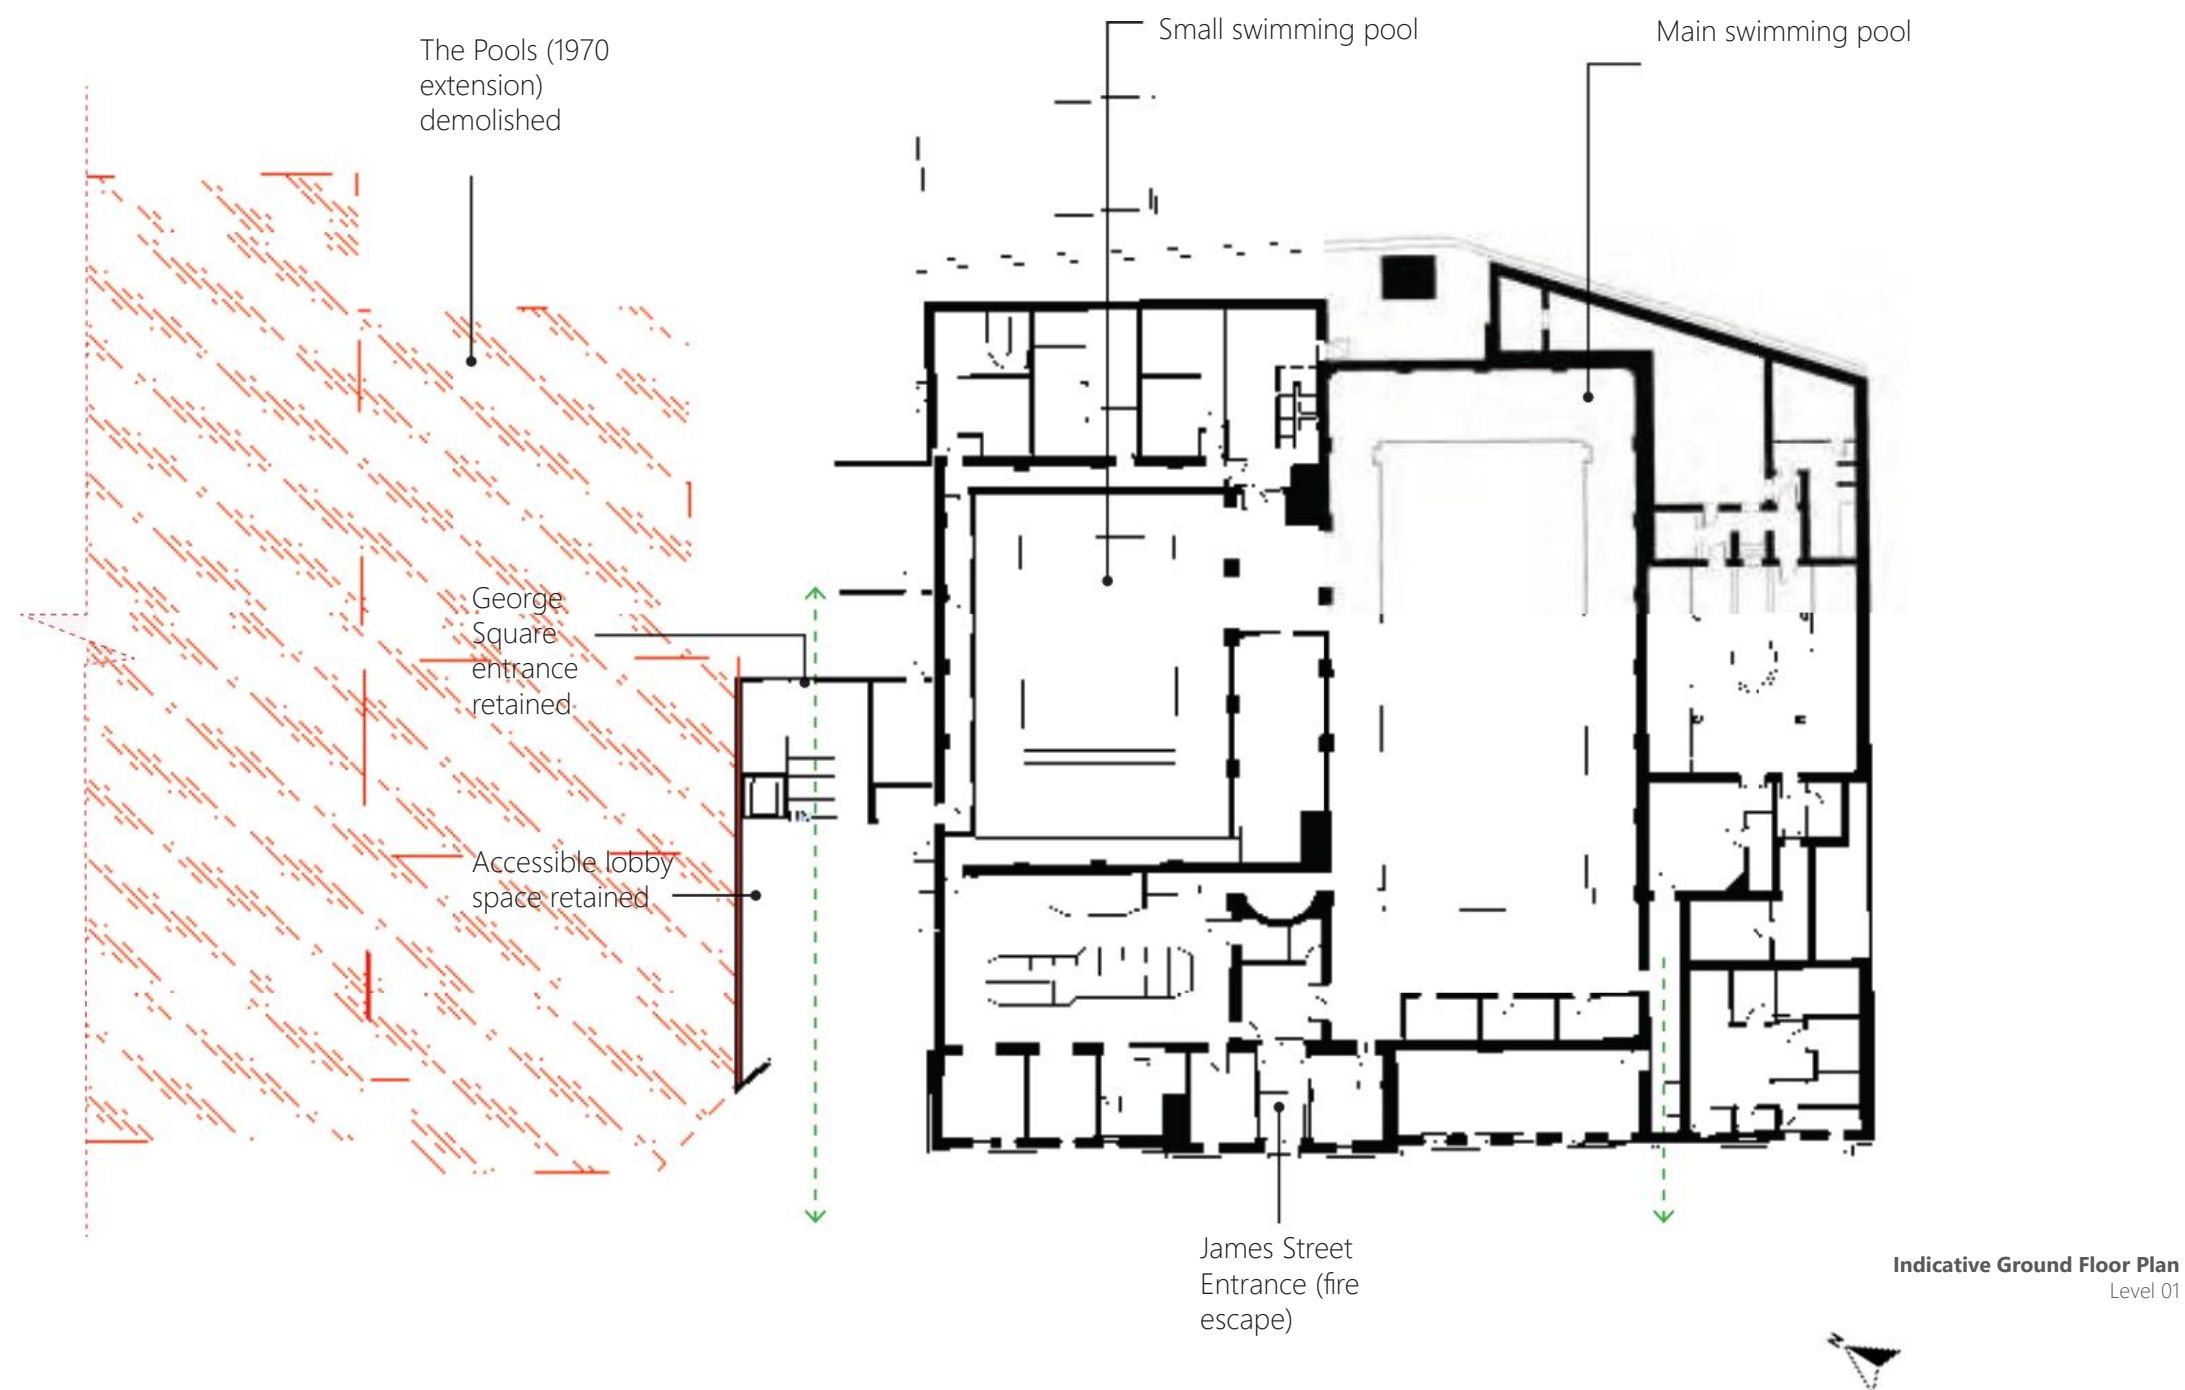 Small swimming pool
Main swimming pool
The Pools (1970
extension)
demolished
George
Square
entrance
retained
Accessible lobby
space retained
James Street
Entrance (fire
escape)
Indicative Ground Floor Plan
Level 01
N